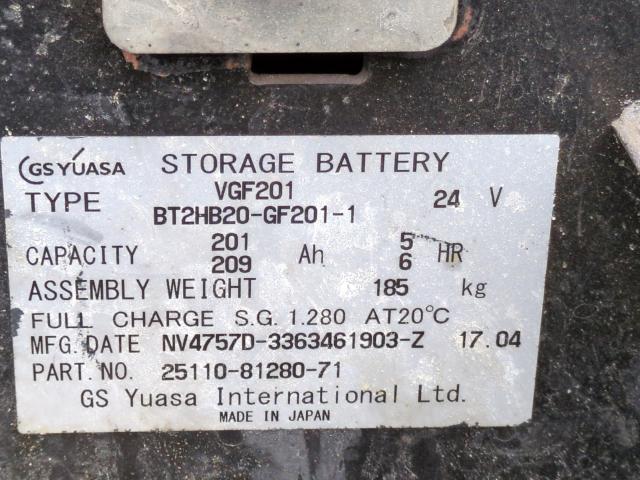 GS YUASA STORAGE BATTERY
TYPE VGF201 24 V
BT2HB20-GF201-1
CAPACITY 201 Ah 5 HR
209 6
ASSEMBLY WEIGHT 185 kg
FULL CHARGE S.G. 1.280 AT20°C
MFG.DATE NV4757D-3363461903-Z 17.04
PART.NO. 25110-81280-71
GS Yuasa International Ltd.
MADE IN JAPAN